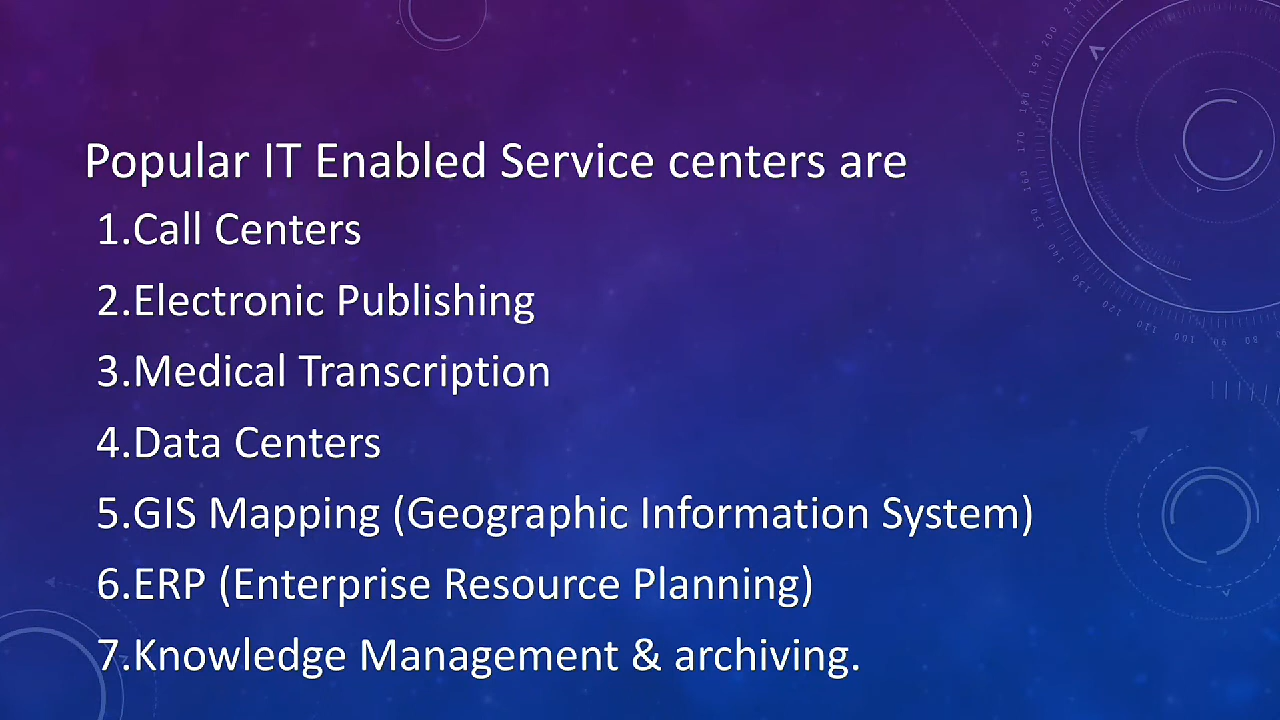 Popular IT Enabled Service centers are
1.Call Centers
2.Electronic Publishing
3.Medical Transcription
4.Data Centers
5.GIS Mapping (Geographic Information System)
6.ERP (Enterprise Resource Planning)
7.Knowledge Management & archiving.